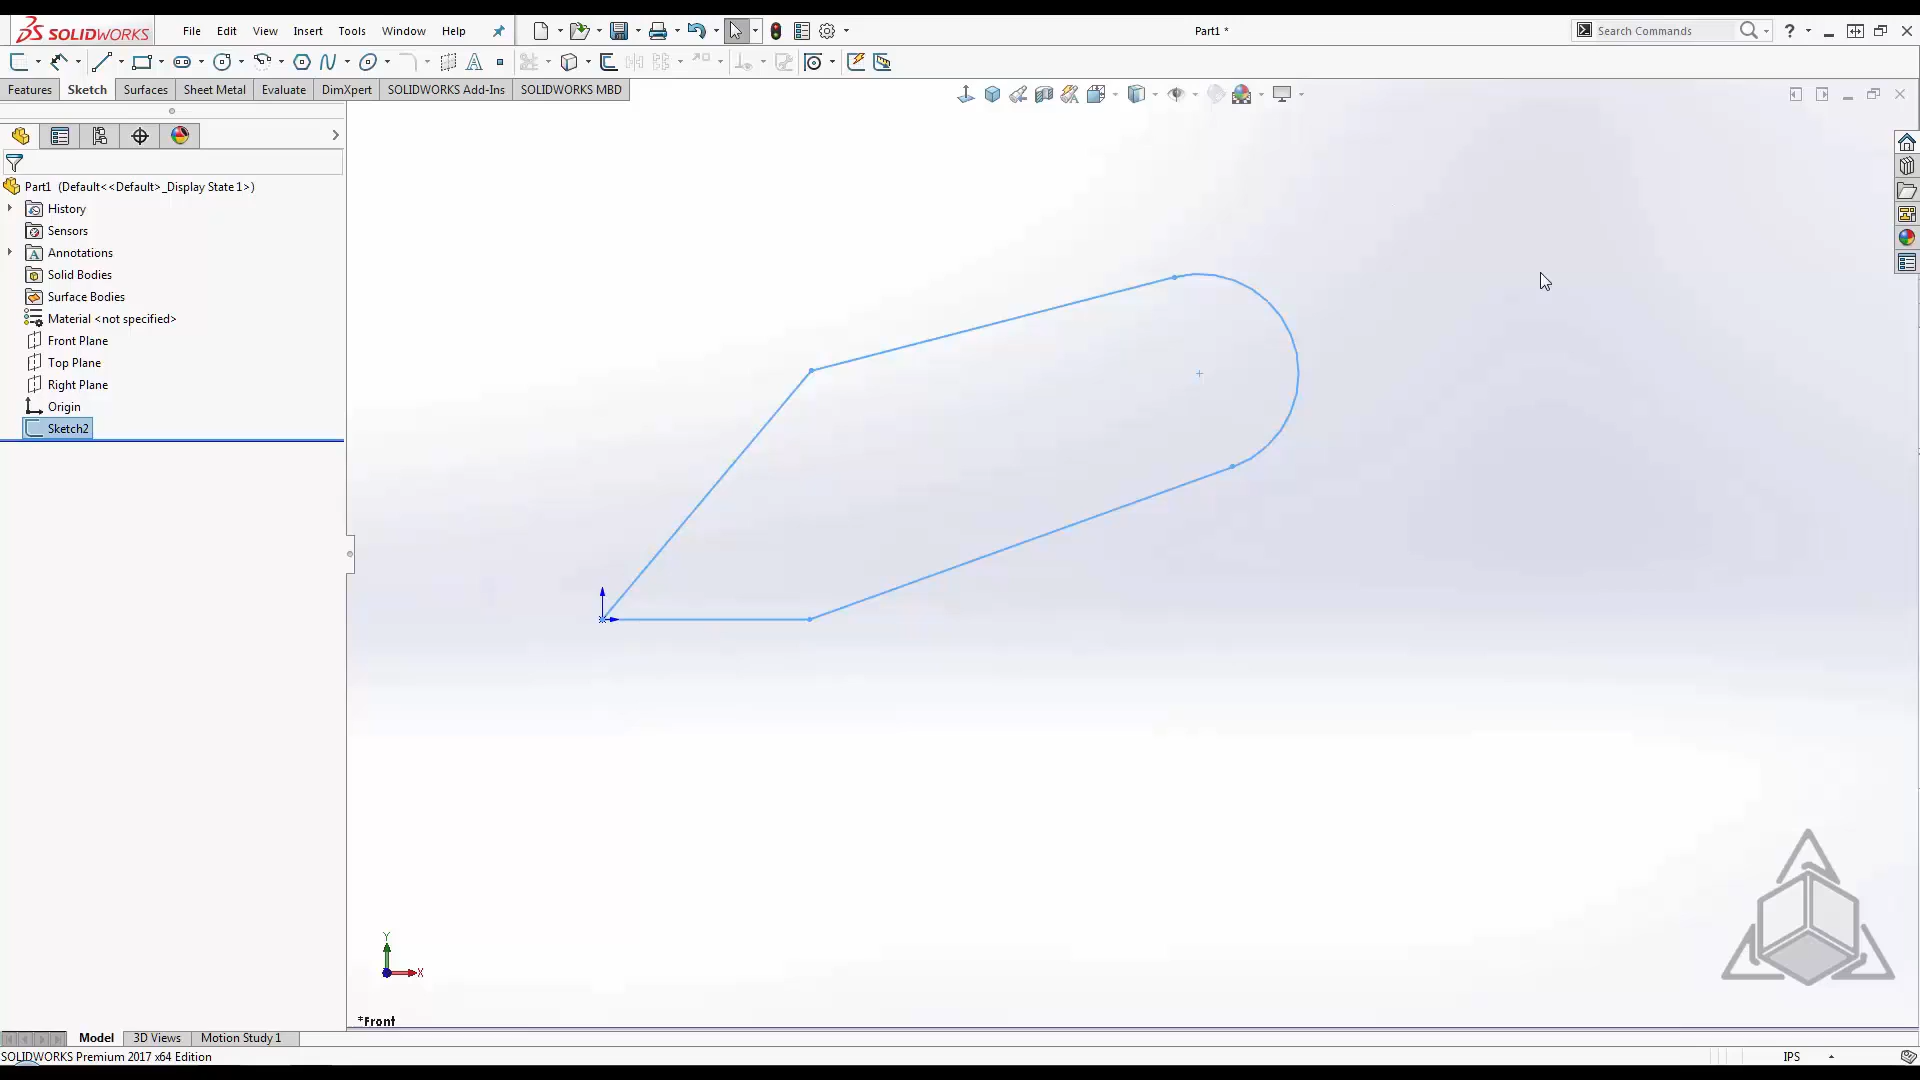 SOLIDWORKS File Edit View Insert Tools Window Help Part1 * Search Commands ?
Features Sketch Surfaces Sheet Metal Evaluate DimXpert SOLIDWORKS Add-Ins SOLIDWORKS MBD
Part1 (Default<<Default>_Display State 1>)
History
Sensors
Annotations
Solid Bodies
Surface Bodies
Material <not specified>
Front Plane
Top Plane
Right Plane
Origin
Sketch2
Y
X
*Front
Model 3D Views Motion Study 1
SOLIDWORKS Premium 2017 x64 Edition IPS